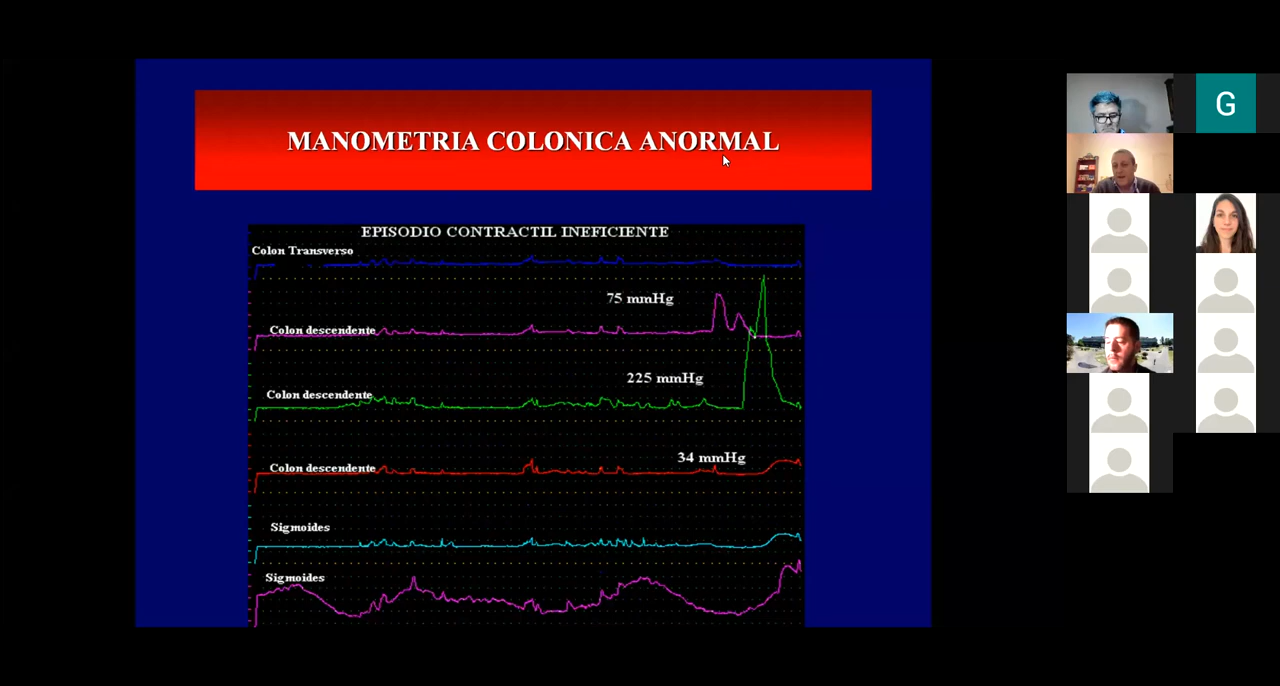 MANOMETRIA COLONICA ANORMAL
EPISODIO CONTRACTIL INEFICIENTE
Colon Transverso
75 mmHg
Colon descendente
225 mmHg
Colon descendente
34 mmHg
Colon descendente
Sigmoides
Sigmoides
G